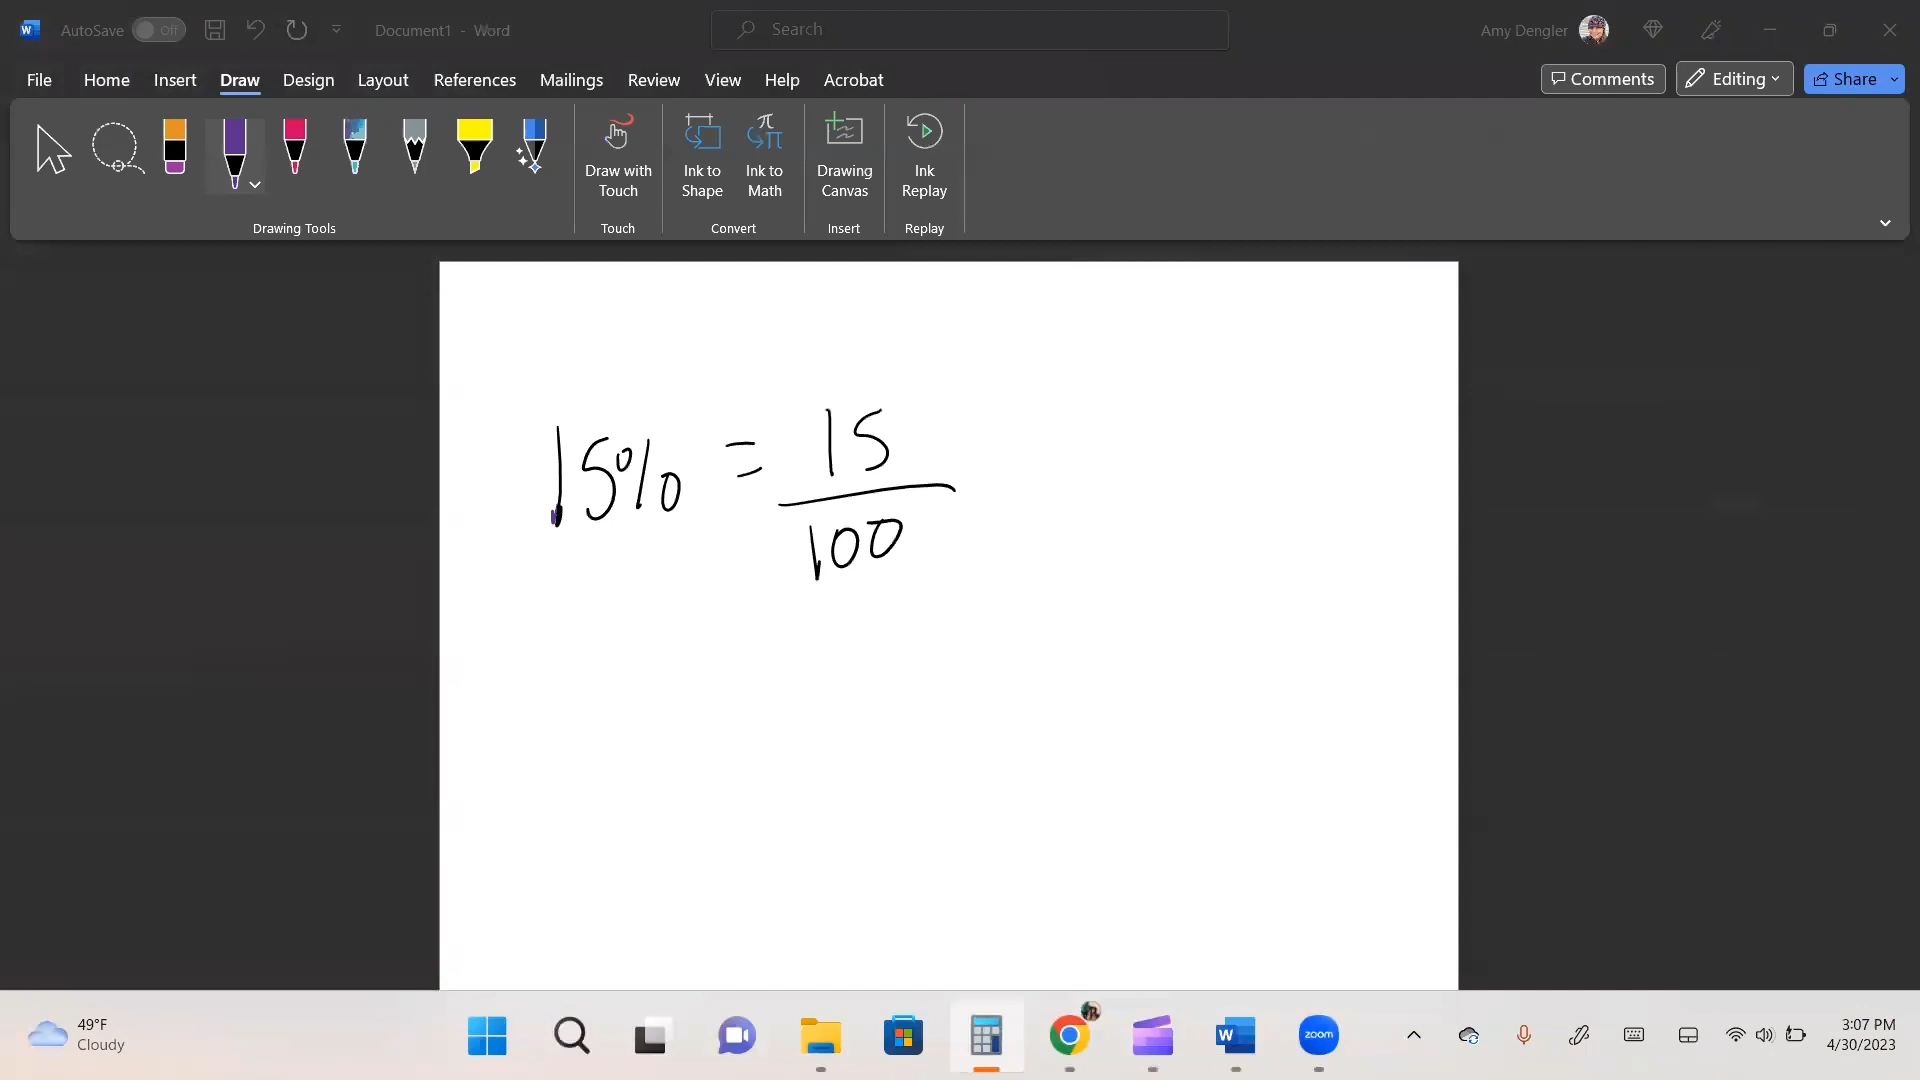 AutoSave Off Document1 - Word Search Amy Dengler
File Home Insert Draw Design Layout References Mailings Review View Help Acrobat Comments Editing Share
Draw with Touch
Ink to Shape
Ink to Math
Drawing Canvas
Ink Replay
Drawing Tools Touch Convert Insert Replay
15% = 15
100
49°F
Cloudy
zoom
3:07 PM
4/30/2023